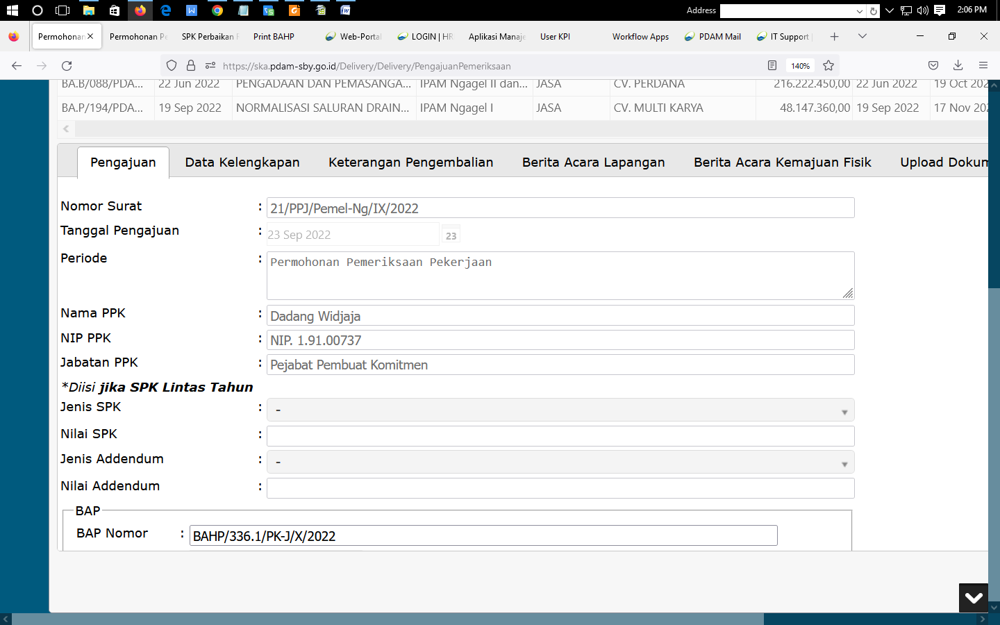 Address
2:06 PM
Permohonan
Permohonan Pe
SPK Perbaikan
Print BAHP
Web-Portal
LOGIN | HR
Aplikasi Manaje
User KPI
Workflow Apps
PDAM Mail
IT Support |
https://ska.pdam-sby.go.id/Delivery/Delivery/PengajuanPemeriksaan
140%
BA.B/088/PDA... 22 Jun 2022 PENGADAAN DAN PEMASANGA... IPAM Ngagel II dan... JASA CV. PERDANA 216.222.450,00 22 Jun 2022 19 Oct 202
BA.P/194/PDA... 19 Sep 2022 NORMALISASI SALURAN DRAIN... IPAM Ngagel I JASA CV. MULTI KARYA 48.147.360,00 19 Sep 2022 17 Nov 20
Pengajuan Data Kelengkapan Keterangan Pengembalian Berita Acara Lapangan Berita Acara Kemajuan Fisik Upload Dokum
Nomor Surat : 21/PPJ/Pemel-Ng/IX/2022
Tanggal Pengajuan : 23 Sep 2022 23
Periode : Permohonan Pemeriksaan Pekerjaan
Nama PPK : Dadang Widjaja
NIP PPK : NIP. 1.91.00737
Jabatan PPK : Pejabat Pembuat Komitmen
*Diisi jika SPK Lintas Tahun
Jenis SPK : -
Nilai SPK :
Jenis Addendum : -
Nilai Addendum :
BAP
BAP Nomor : BAHP/336.1/PK-J/X/2022